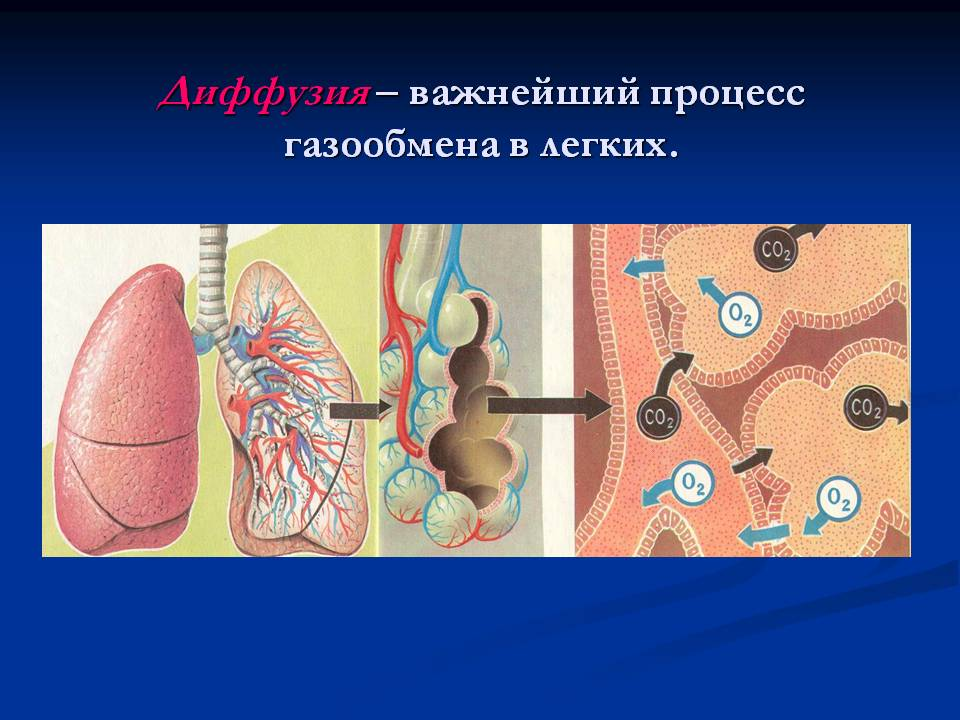 Диффузия – важнейший процесс
газообмена в легких.
CO₂
O₂
CO₂
CO₂
O₂
O₂